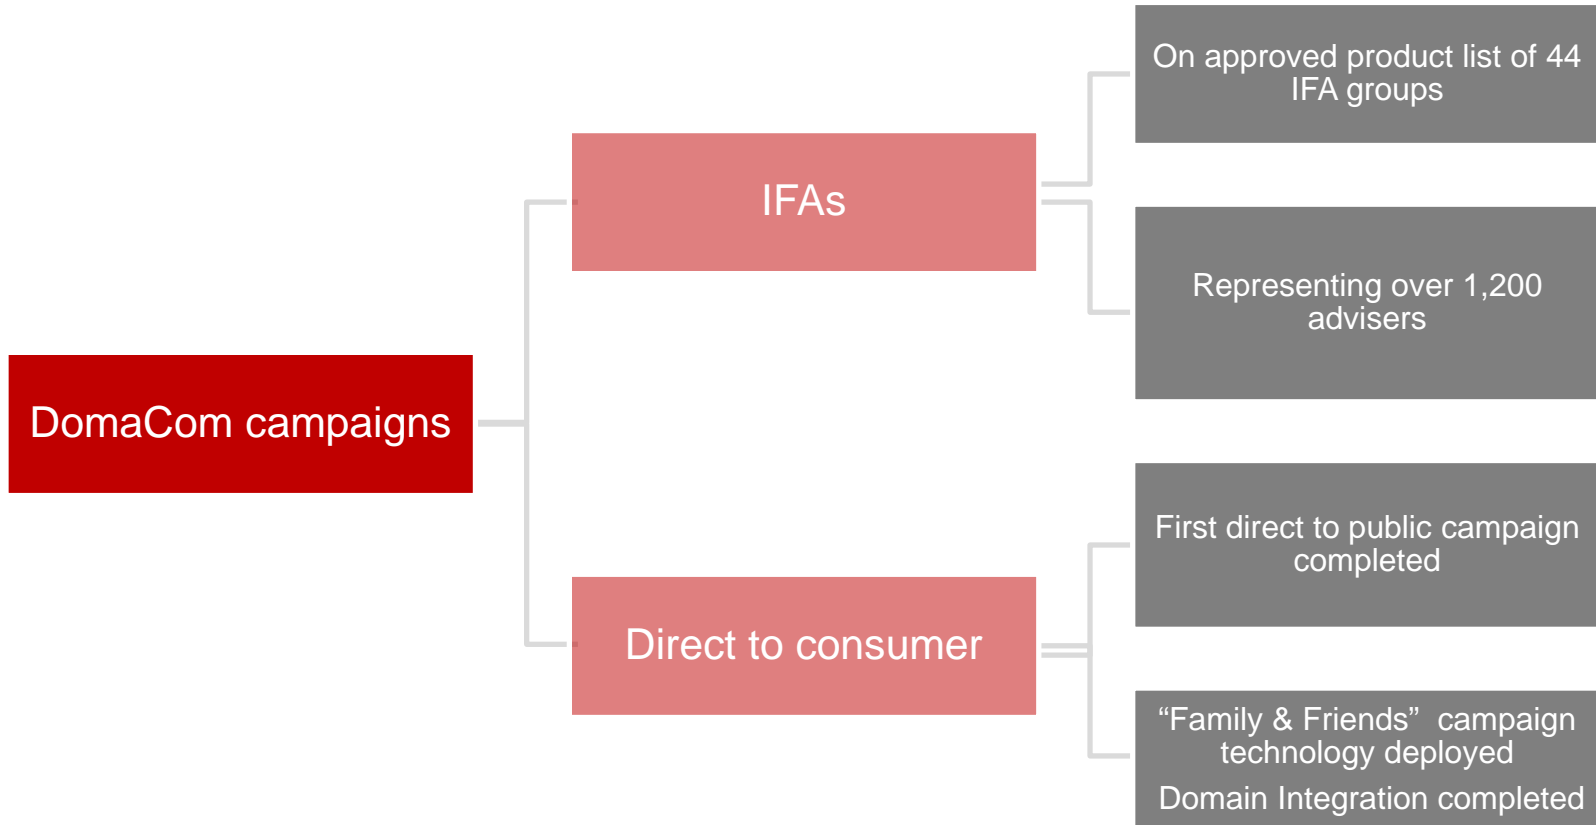 DomaCom campaigns
IFAs
On approved product list of 44
IFA groups
Representing over 1,200
advisers
Direct to consumer
First direct to public campaign
completed
“Family & Friends”  campaign
technology deployed
Domain Integration completed